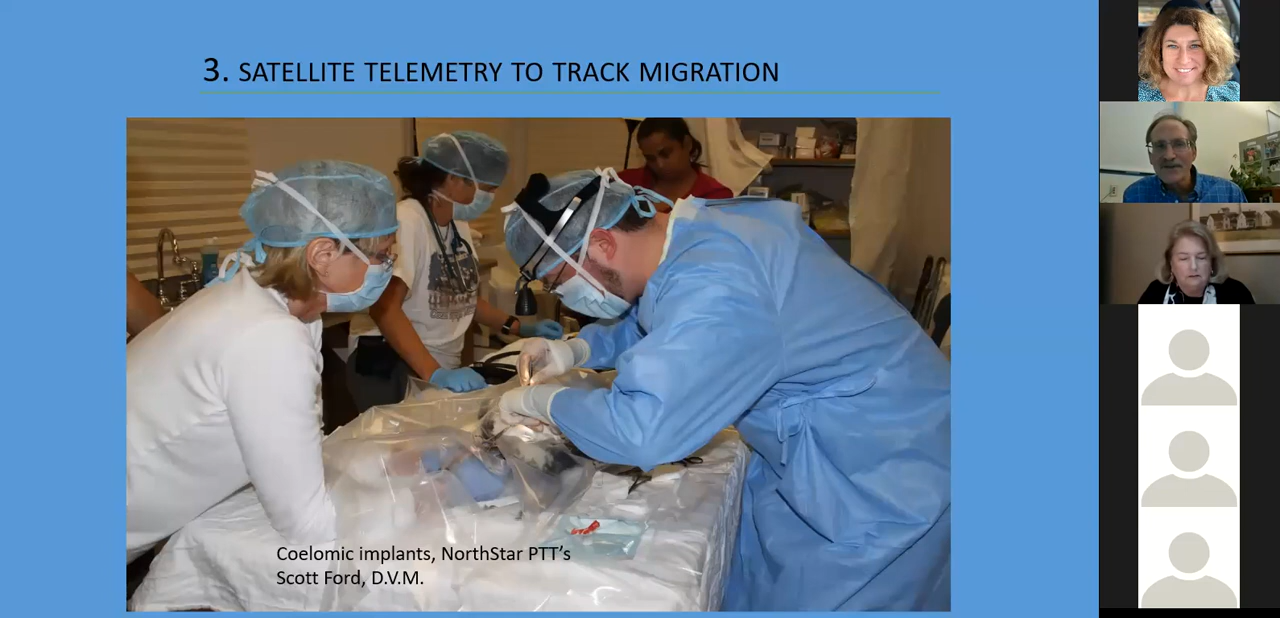 3. SATELLITE TELEMETRY TO TRACK MIGRATION
Coelomic implants, NorthStar PTT's
Scott Ford, D.V.M.